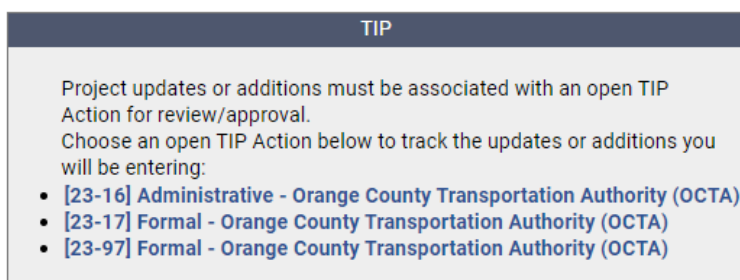 TIP
Project updates or additions must be associated with an open TIP
Action for review/approval.
Choose an open TIP Action below to track the updates or additions you
will be entering:
• [23-16] Administrative - Orange County Transportation Authority (OCTA)
• [23-17] Formal - Orange County Transportation Authority (OCTA)
• [23-97] Formal - Orange County Transportation Authority (OCTA)